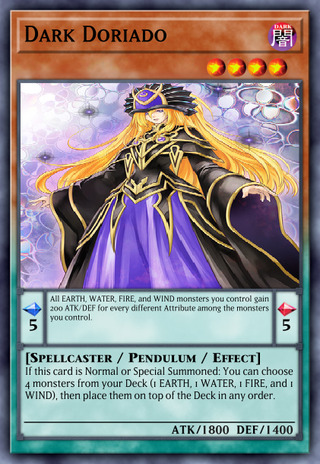 Dark Doriado
DARK
闇
All EARTH, WATER, FIRE, and WIND monsters you control gain
200 ATK/DEF for every different Attribute among the monsters
you control.
5
5
[Spellcaster / Pendulum / Effect]
If this card is Normal or Special Summoned: You can choose
4 monsters from your Deck (1 EARTH, 1 WATER, 1 FIRE, and 1
WIND), then place them on top of the Deck in any order.
ATK/1800 DEF/1400